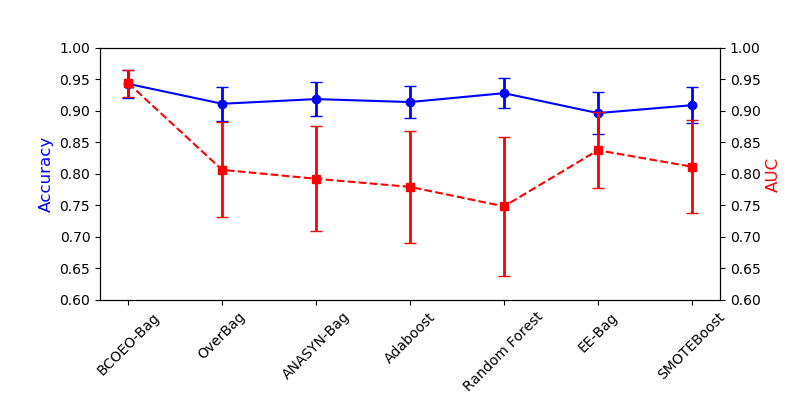 1.00
0.95
0.90
0.85
0.80
0.75
0.70
0.65
0.60
Accuracy
1.00
0.95
0.90
0.85
0.80
0.75
0.70
0.65
0.60
AUC
BCOEO-Bag
OverBag
ANASYN-Bag
Adaboost
Random Forest
EE-Bag
SMOTEBoost